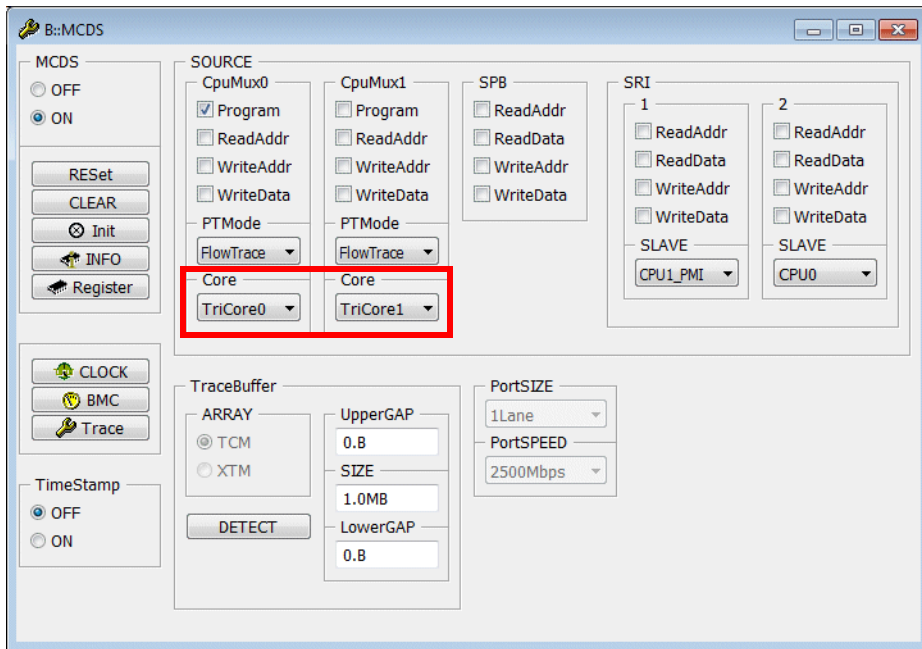 B::MCDS
MCDS
OFF
ON
RESet
CLEAR
Init
INFO
Register
CLOCK
BMC
Trace
TimeStamp
OFF
ON
SOURCE
CpuMux0
Program
ReadAddr
WriteAddr
WriteData
PTMode
FlowTrace
Core
TriCore0
CpuMux1
Program
ReadAddr
WriteAddr
WriteData
PTMode
FlowTrace
Core
TriCore1
SPB
ReadAddr
ReadData
WriteAddr
WriteData
SRI
1
ReadAddr
ReadData
WriteAddr
WriteData
SLAVE
CPU1_PMI
2
ReadAddr
ReadData
WriteAddr
WriteData
SLAVE
CPU0
TraceBuffer
ARRAY
TCM
XTM
DETECT
UpperGAP
0.B
SIZE
1.0MB
LowerGAP
0.B
PortSIZE
1Lane
PortSPEED
2500Mbps